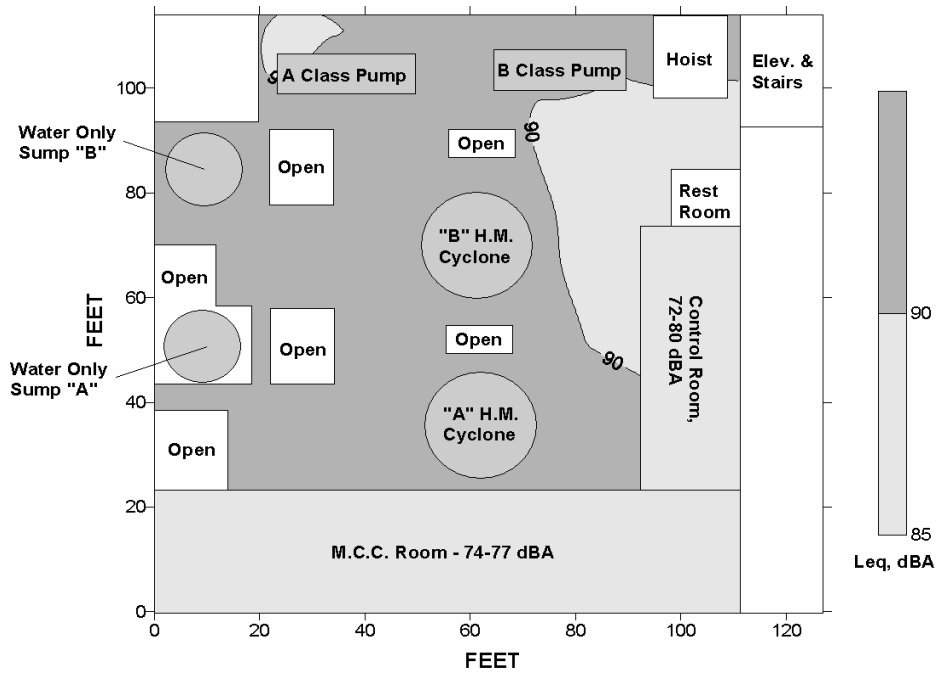 A Class Pump
B Class Pump
Hoist
Elev. &
Stairs
100
Water Only
Sump "B"
Open
Open
90
80
Rest
Room
"B" H.M.
Cyclone
Open
60
FEET
Control Room,
72-80 dBA
90
Open
Open
90
Water Only
Sump "A"
40
"A" H.M.
Cyclone
Open
20
M.C.C. Room - 74-77 dBA
85
Leq, dBA
0
0
20
40
60
80
100
120
FEET